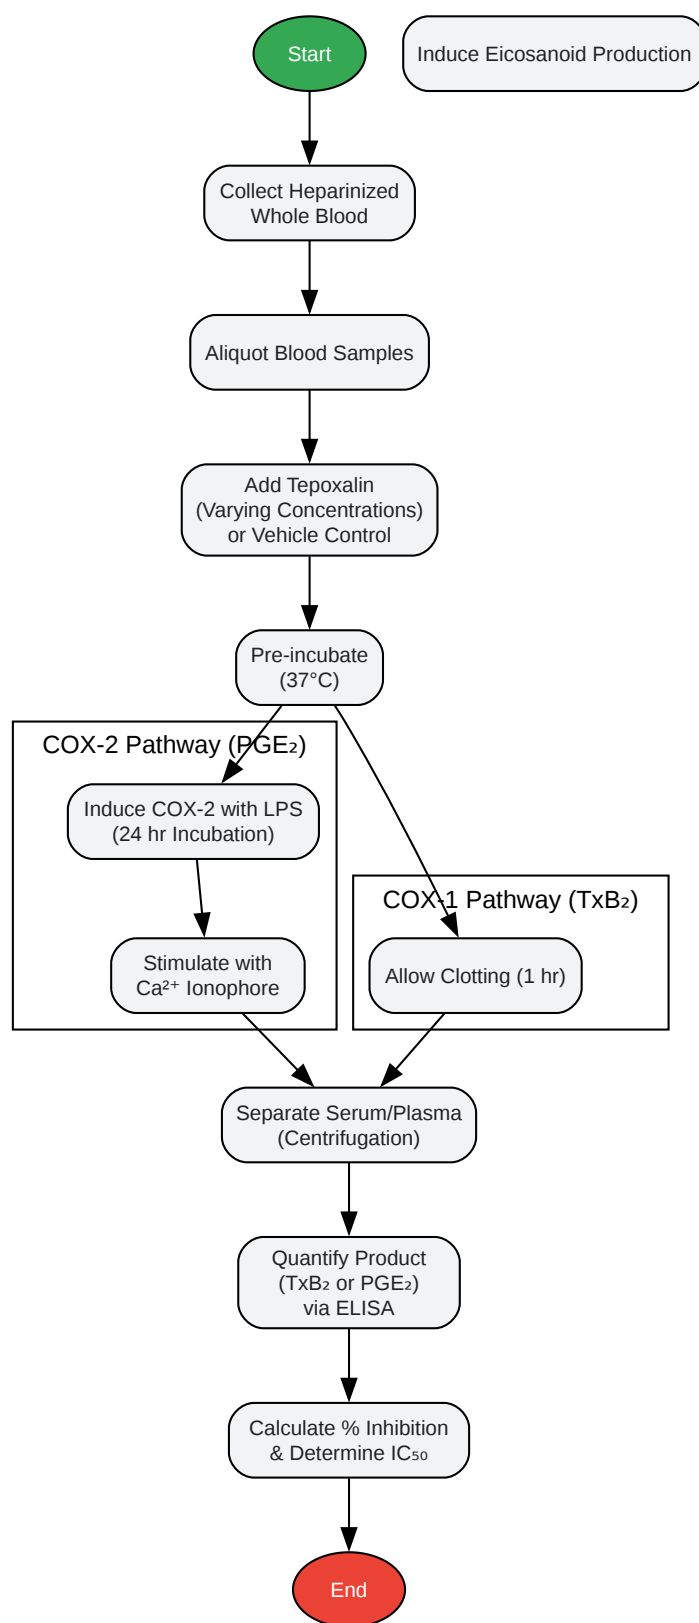 Start
Induce Eicosanoid Production
Collect Heparinized
Whole Blood
Aliquot Blood Samples
Add Tepoxalin
(Varying Concentrations)
or Vehicle Control
Pre-incubate
(37°C)
COX-2 Pathway (PGE₂)
Induce COX-2 with LPS
(24 hr Incubation)
COX-1 Pathway (TxB₂)
Stimulate with
Ca²⁺ Ionophore
Allow Clotting (1 hr)
Separate Serum/Plasma
(Centrifugation)
Quantify Product
(TxB₂ or PGE₂)
via ELISA
Calculate % Inhibition
& Determine IC₅₀
End